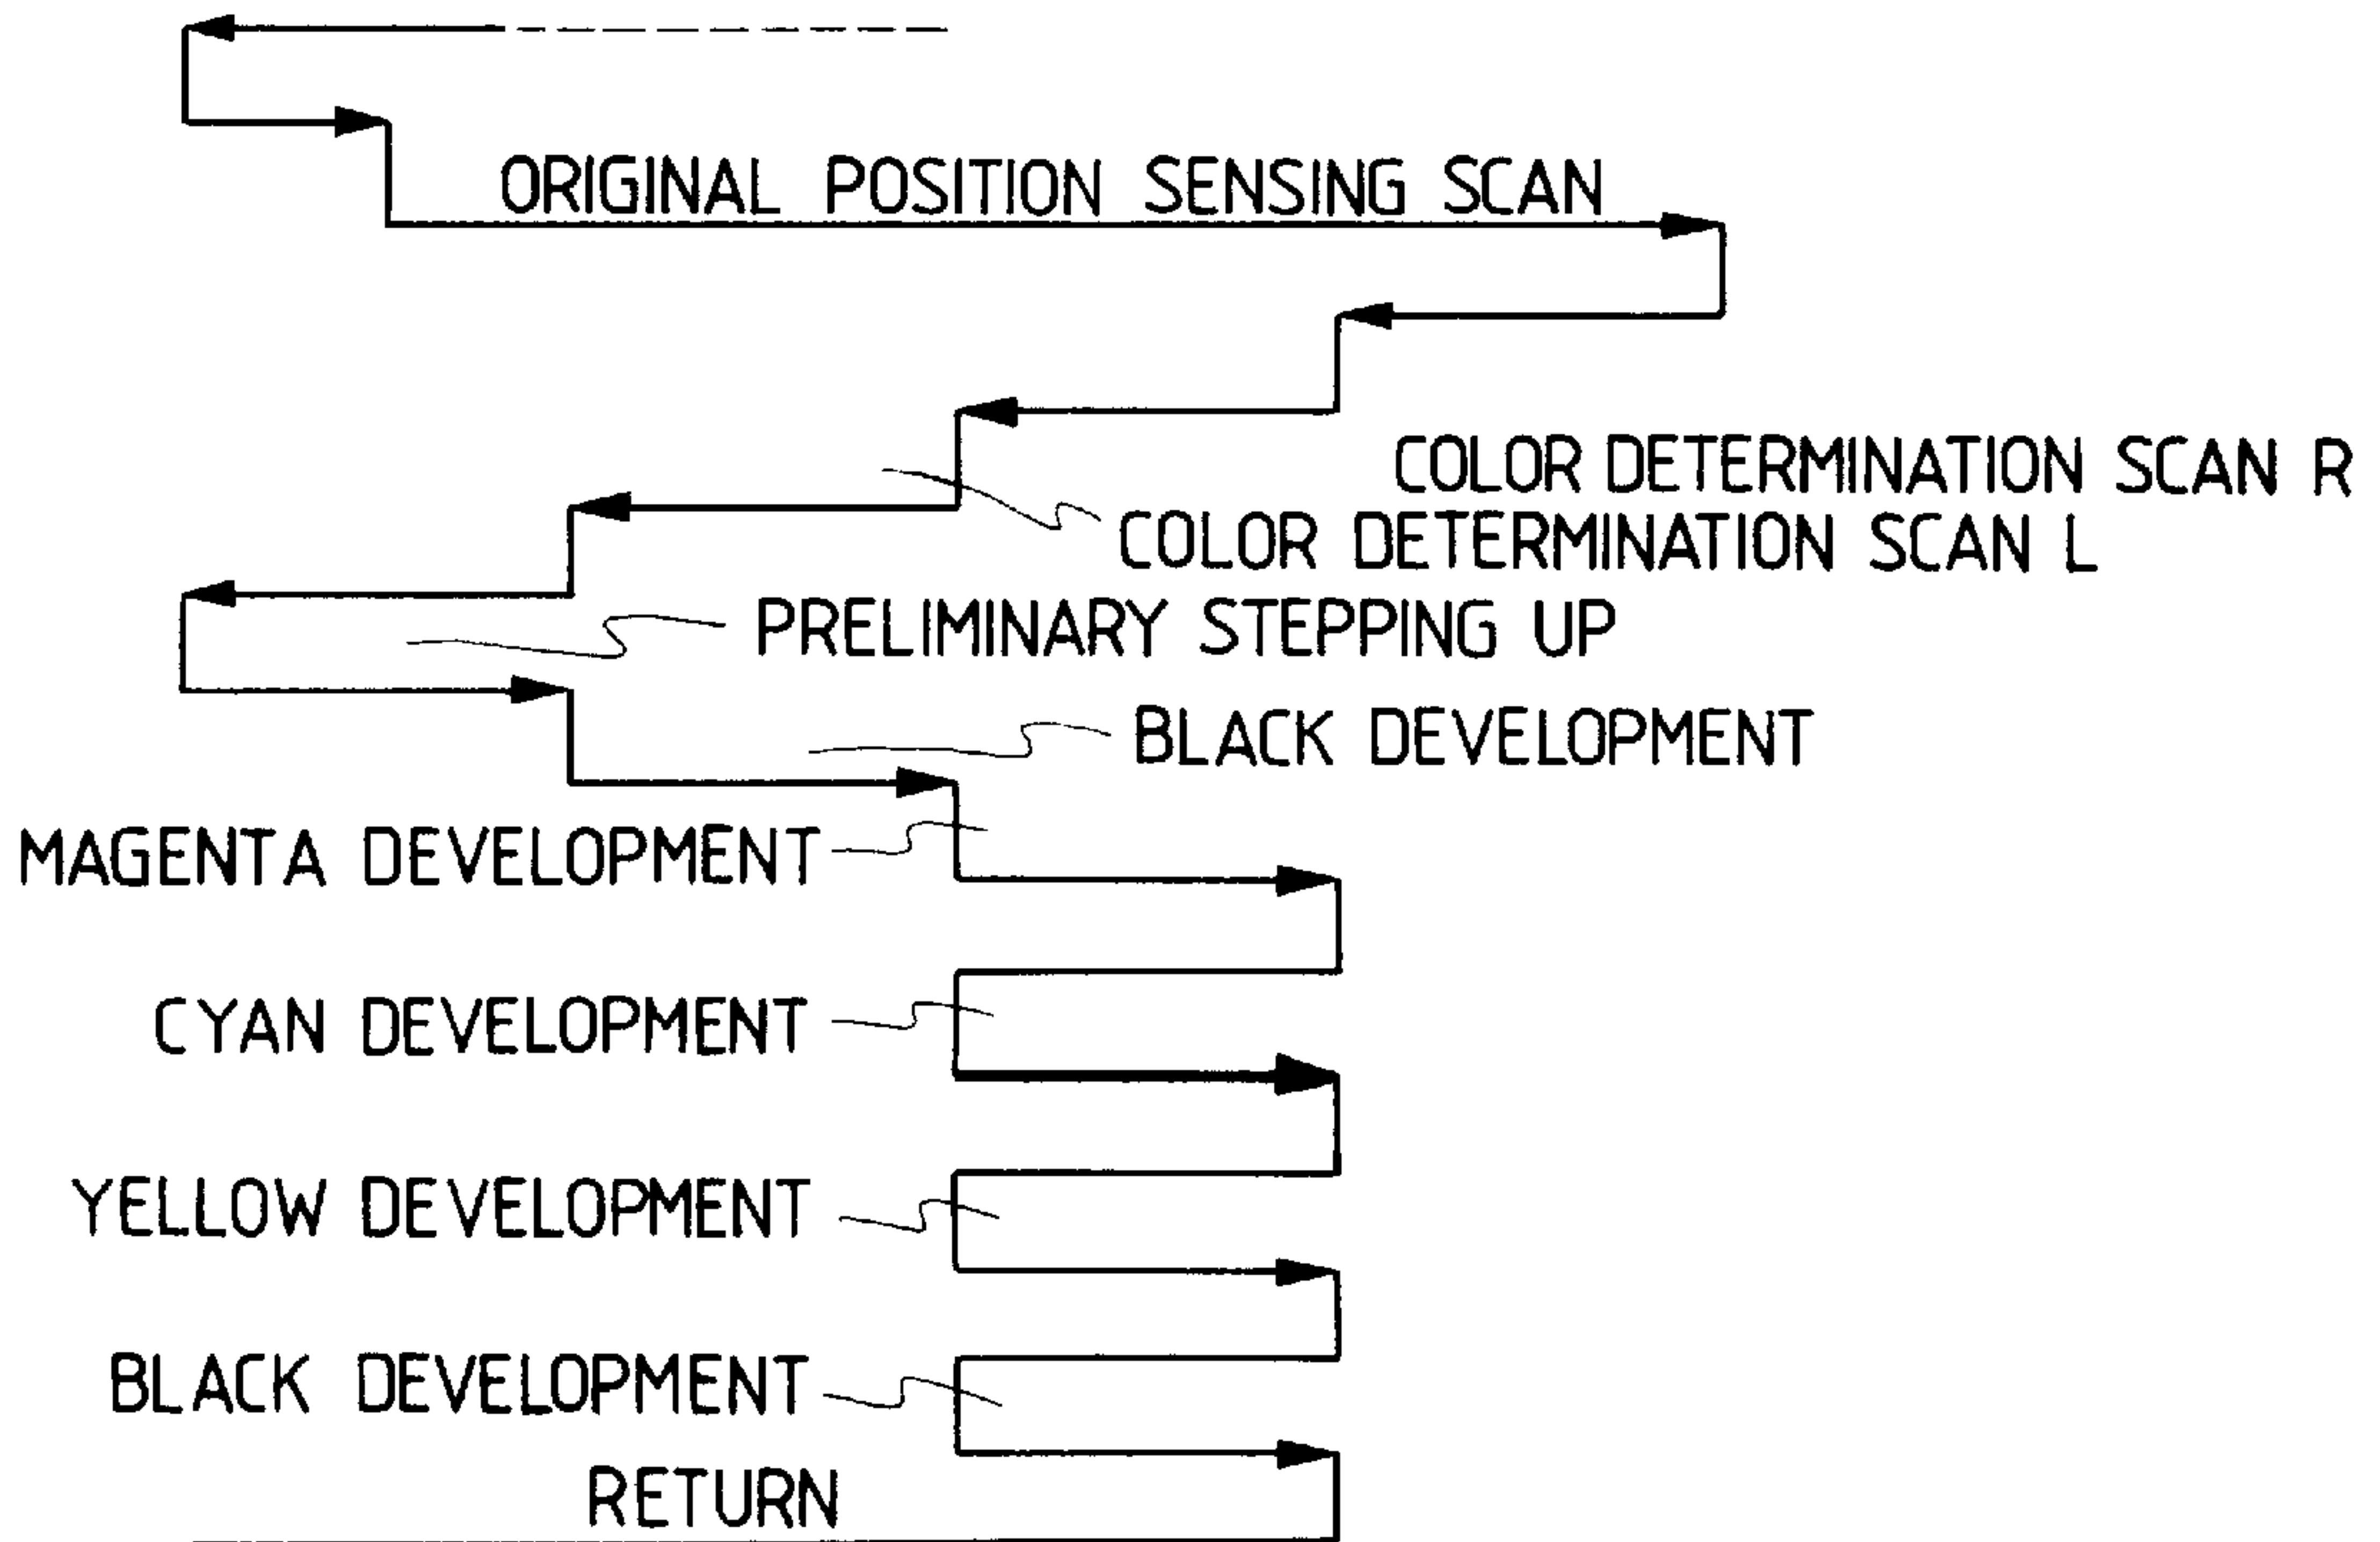 ORIGINAL POSITION SENSING SCAN
COLOR DETERMINATION SCAN R
COLOR DETERMINATION SCAN L
PRELIMINARY STEPPING UP
BLACK DEVELOPMENT
MAGENTA DEVELOPMENT
CYAN DEVELOPMENT
YELLOW DEVELOPMENT
BLACK DEVELOPMENT
RETURN